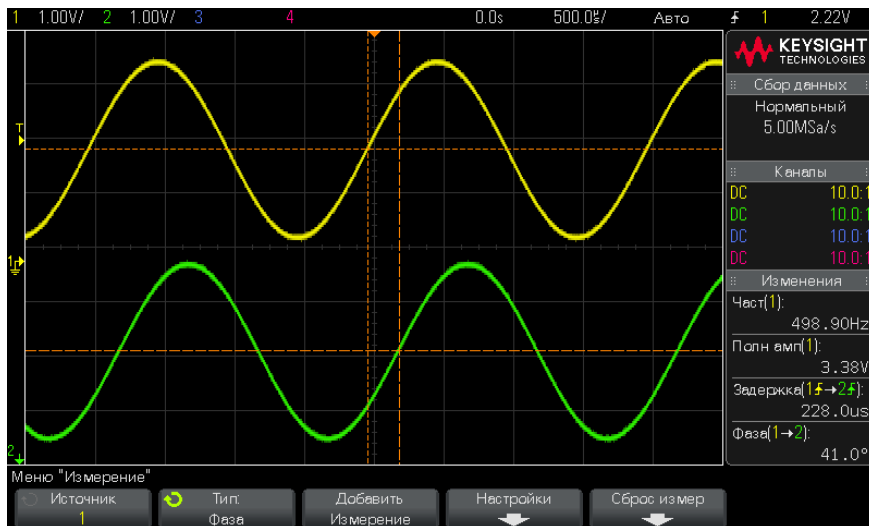 1 1.00V/ 2 1.00V/ 3 4 0.0s 500.0㎲/ Авто 1 2.22V
KEYSIGHT
TECHNOLOGIES
Сбор данных
Нормальный
5.00MSa/s
Каналы
DC 10.0:1
DC 10.0:1
DC 10.0:1
DC 10.0:1
Изменения
Част(1):
498.90Hz
Полн амп(1):
3.38V
Задержка(1→2):
228.0us
Фаза(1→2):
41.0°
T
1
2
Меню "Измерение"
Источник
1
Тип:
Фаза
Добавить
Измерение
Настройки
Сброс измер